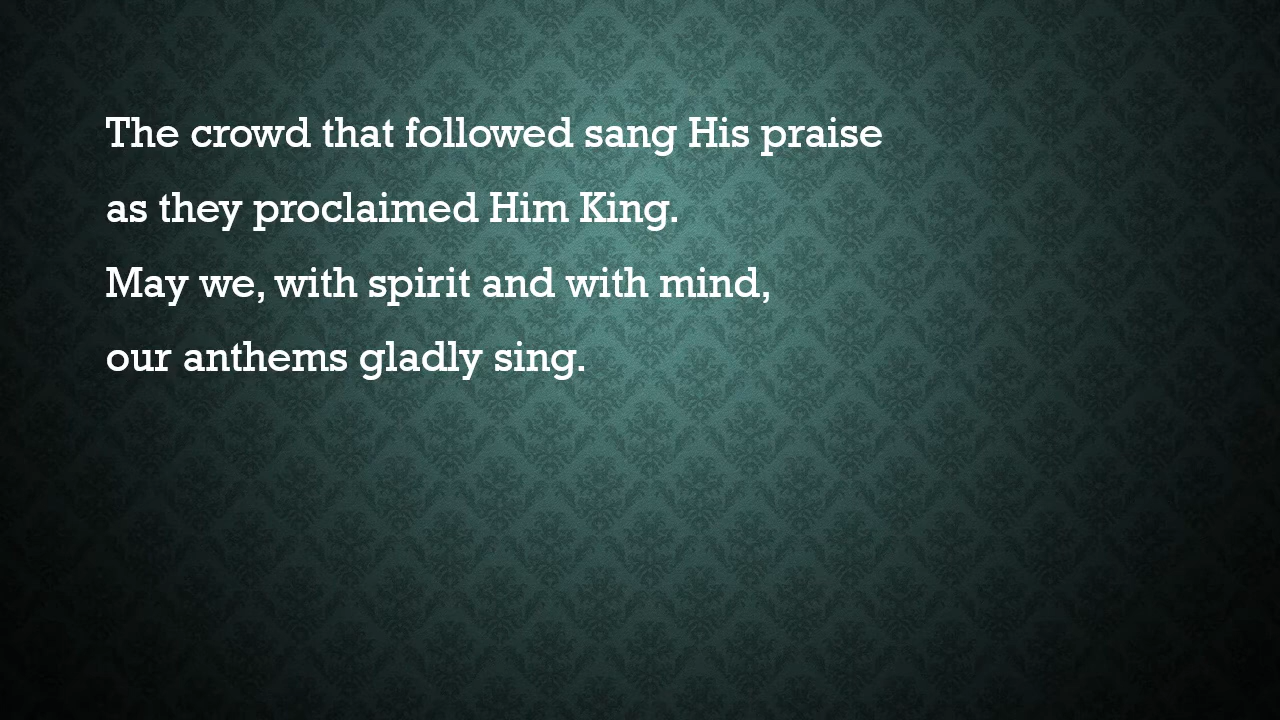 The crowd that followed sang His praise
as they proclaimed Him King.
May we, with spirit and with mind,
our anthems gladly sing.